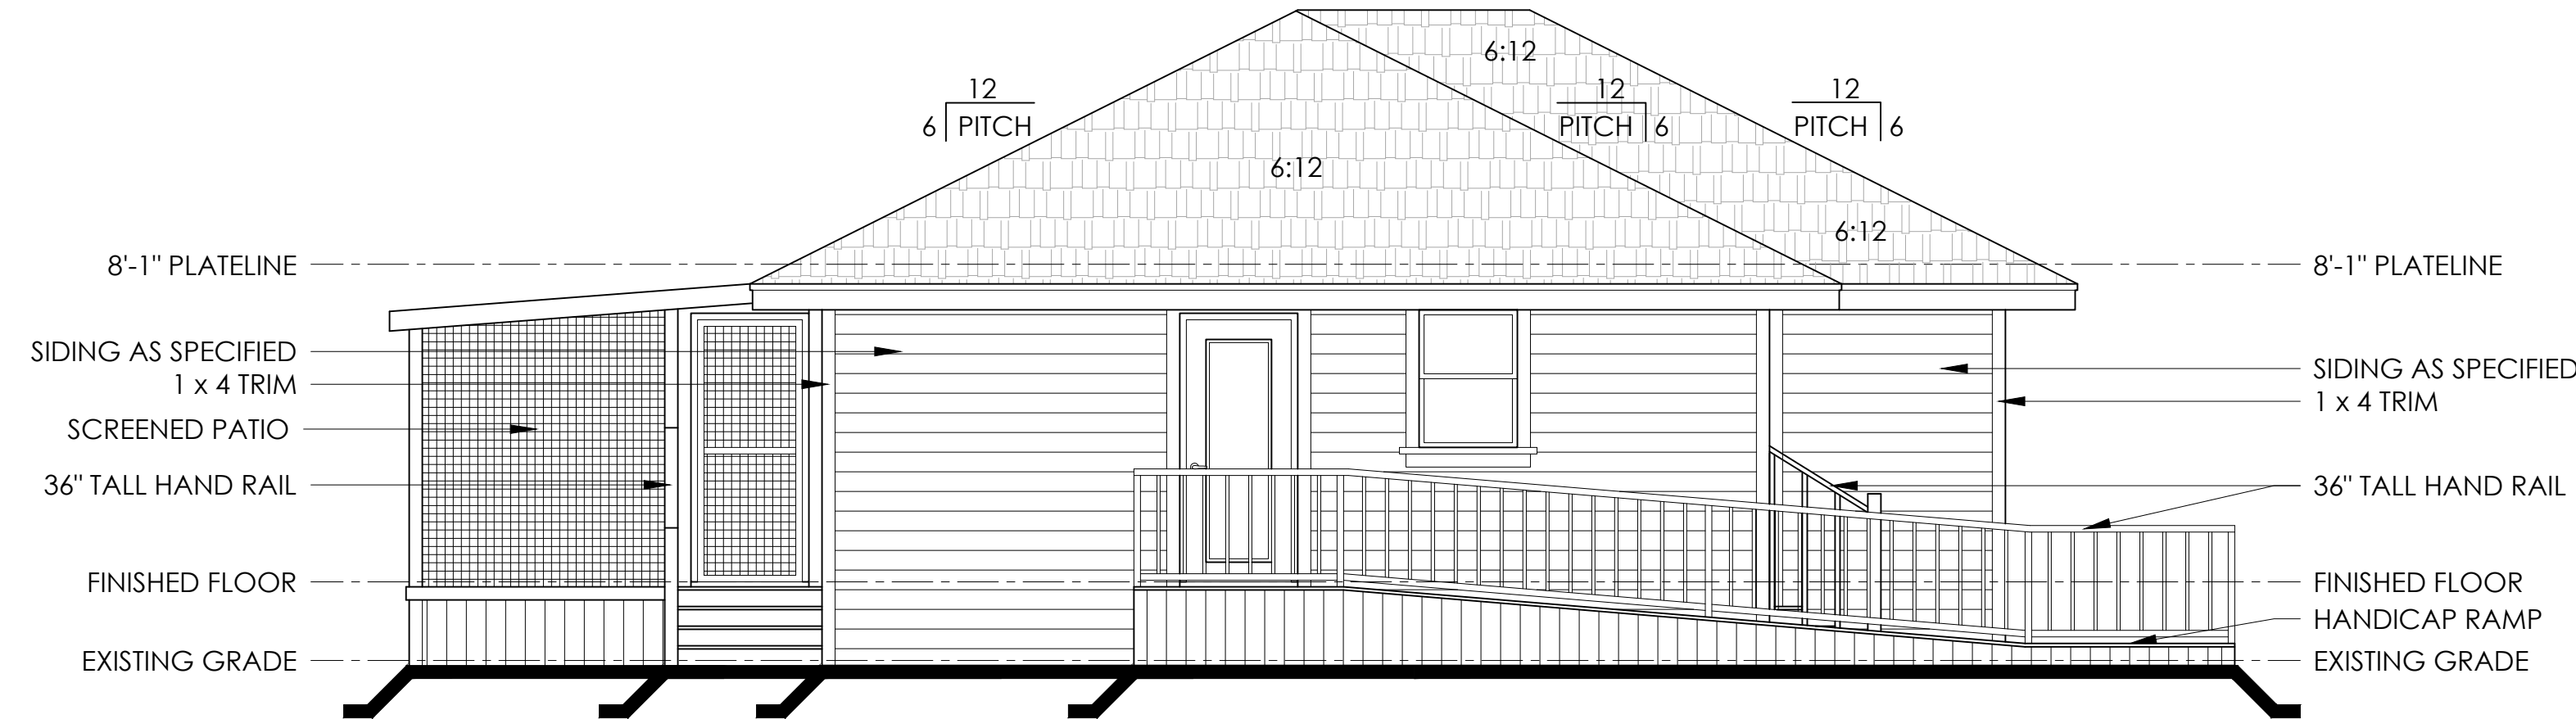 6:12
12
6 PITCH
12
PITCH 6
12
PITCH 6
6:12
6:12
8'-1" PLATELINE
8'-1" PLATELINE
SIDING AS SPECIFIED
1 x 4 TRIM
SCREENED PATIO
36" TALL HAND RAIL
FINISHED FLOOR
EXISTING GRADE
SIDING AS SPECIFIED
1 x 4 TRIM
36" TALL HAND RAIL
FINISHED FLOOR
HANDICAP RAMP
EXISTING GRADE